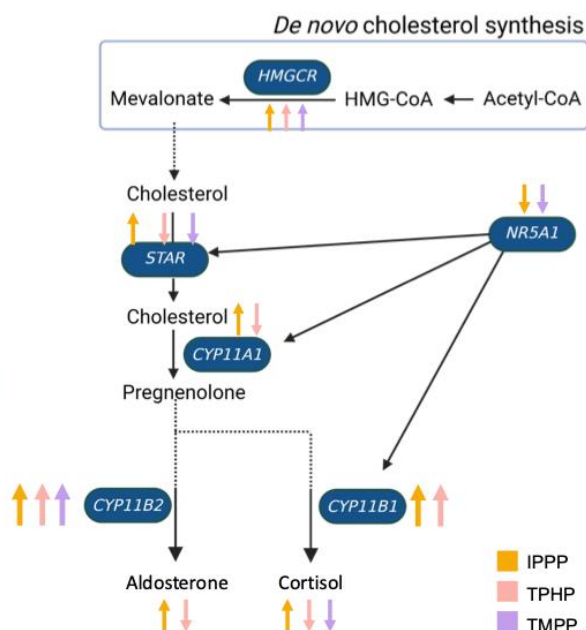 De novo cholesterol synthesis
HMGCR
Mevalonate HMG-CoA Acetyl-CoA
Cholesterol
NR5A1
STAR
Cholesterol
CYP11A1
Pregnenolone
CYP11B2 CYP11B1
IPPP
Aldosterone Cortisol
TPHP
TMPP